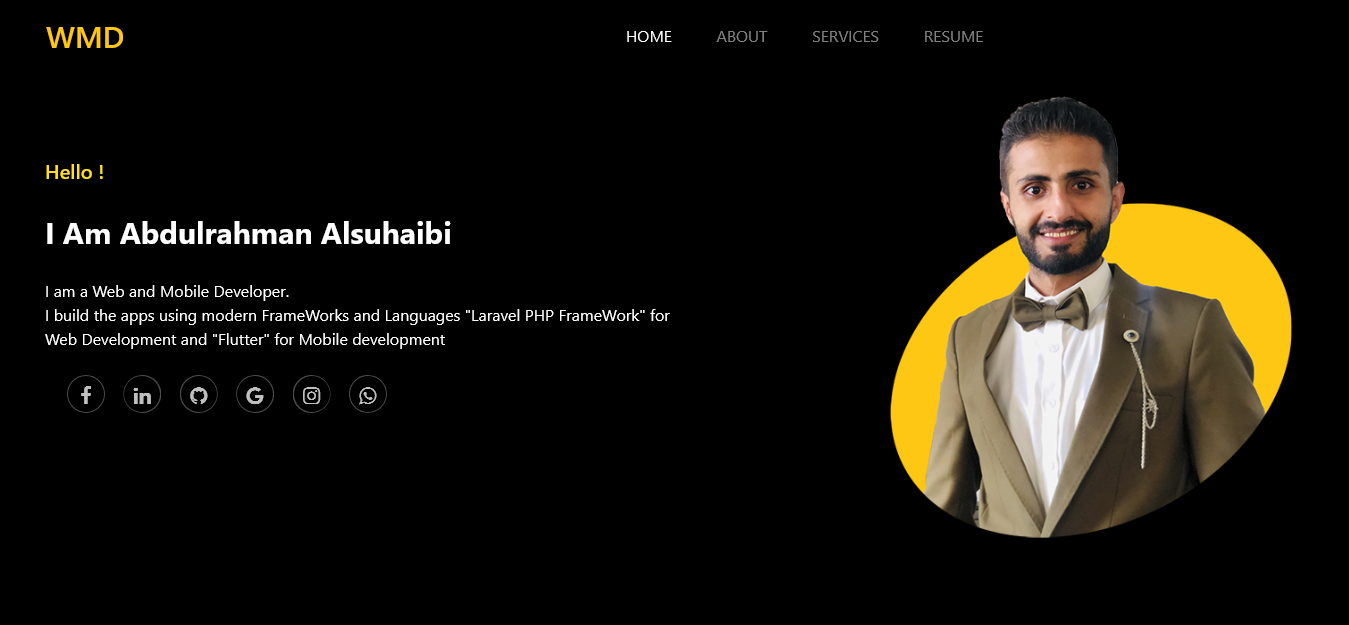 WMD
HOME ABOUT SERVICES RESUME
Hello !
I Am Abdulrahman Alsuhaibi
I am a Web and Mobile Developer.
I build the apps using modern FrameWorks and Languages "Laravel PHP FrameWork" for
Web Development and "Flutter" for Mobile development